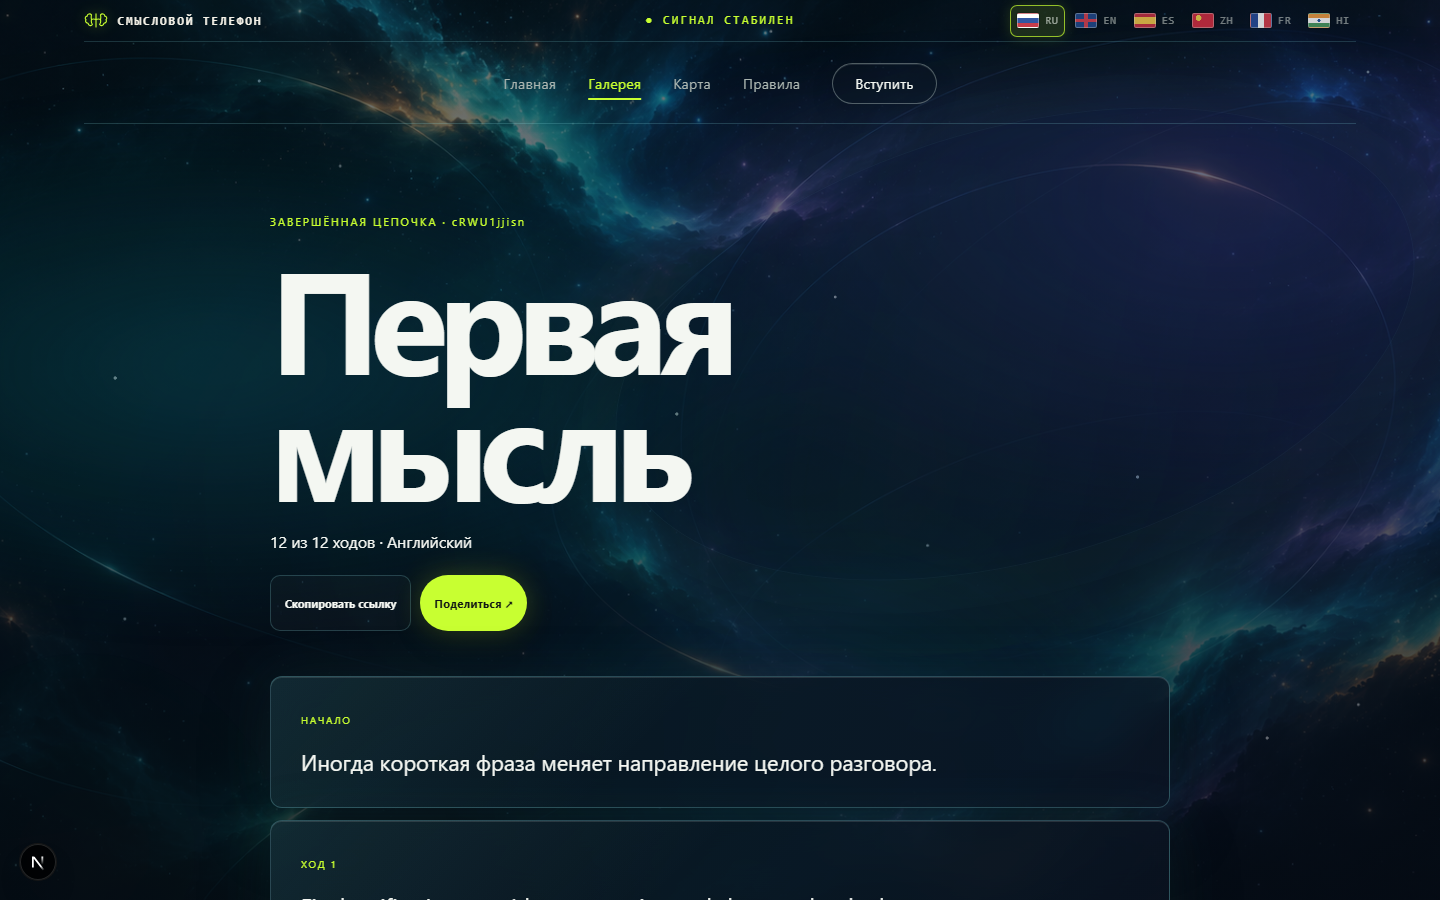 СМЫСЛОВОЙ ТЕЛЕФОН
СИГНАЛ СТАБИЛЕН
RU EN ES ZH FR HI
Главная Галерея Карта Правила Вступить
ЗАВЕРШЁННАЯ ЦЕПОЧКА · cRWU1jjisn
Первая
мысль
12 из 12 ходов · Английский
Скопировать ссылку Поделиться ↗
НАЧАЛО
Иногда короткая фраза меняет направление целого разговора.
ХОД 1
N